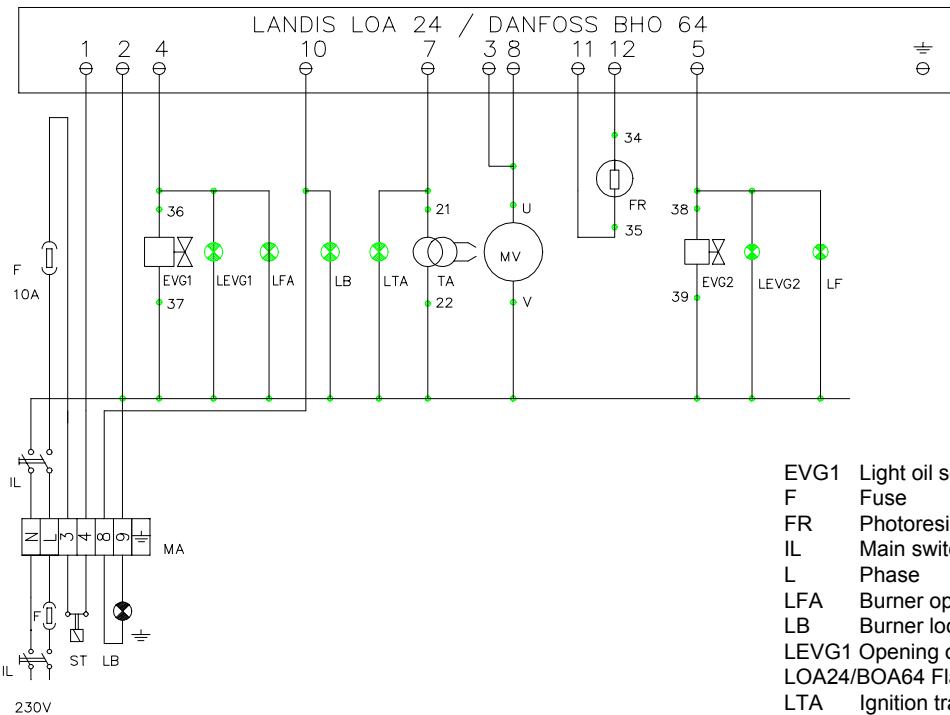 LANDIS LOA 24 / DANFOSS BHO 64
1 2 4 10 7 3 8 11 12 5
34
FR
35
36
EVG1
37
LEVG1
LFA
LB
LTA
21
TA
22
U
MV
V
38
EVG2
39
LEVG2
LF
F
10A
IL
N L 3 4 8 9
MA
F
ST LB
IL
230V
EVG1 Light oil s
F Fuse
FR Photoresi
IL Main swit
L Phase
LFA Burner op
LB Burner loc
LEVG1 Opening
LOA24/BOA64 Fl
LTA Ignition tr